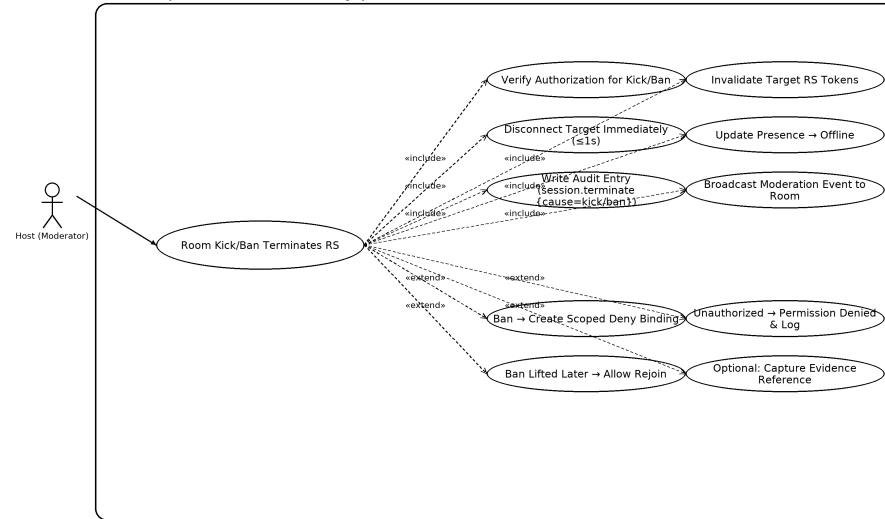 Verify Authorization for Kick/Ban
Invalidate Target RS Tokens
Disconnect Target Immediately
(≤1s)
Update Presence → Offline
«include»
«include»
Write Audit Entry
(session.terminate
{cause=kick/ban})
Broadcast Moderation Event to
Room
«include»
«include»
«include»
«include»
Host (Moderator)
Room Kick/Ban Terminates RS
«extend»
«extend»
«extend»
«extend»
Ban → Create Scoped Deny Binding
Unauthorized → Permission Denied
& Log
Ban Lifted Later → Allow Rejoin
Optional: Capture Evidence
Reference